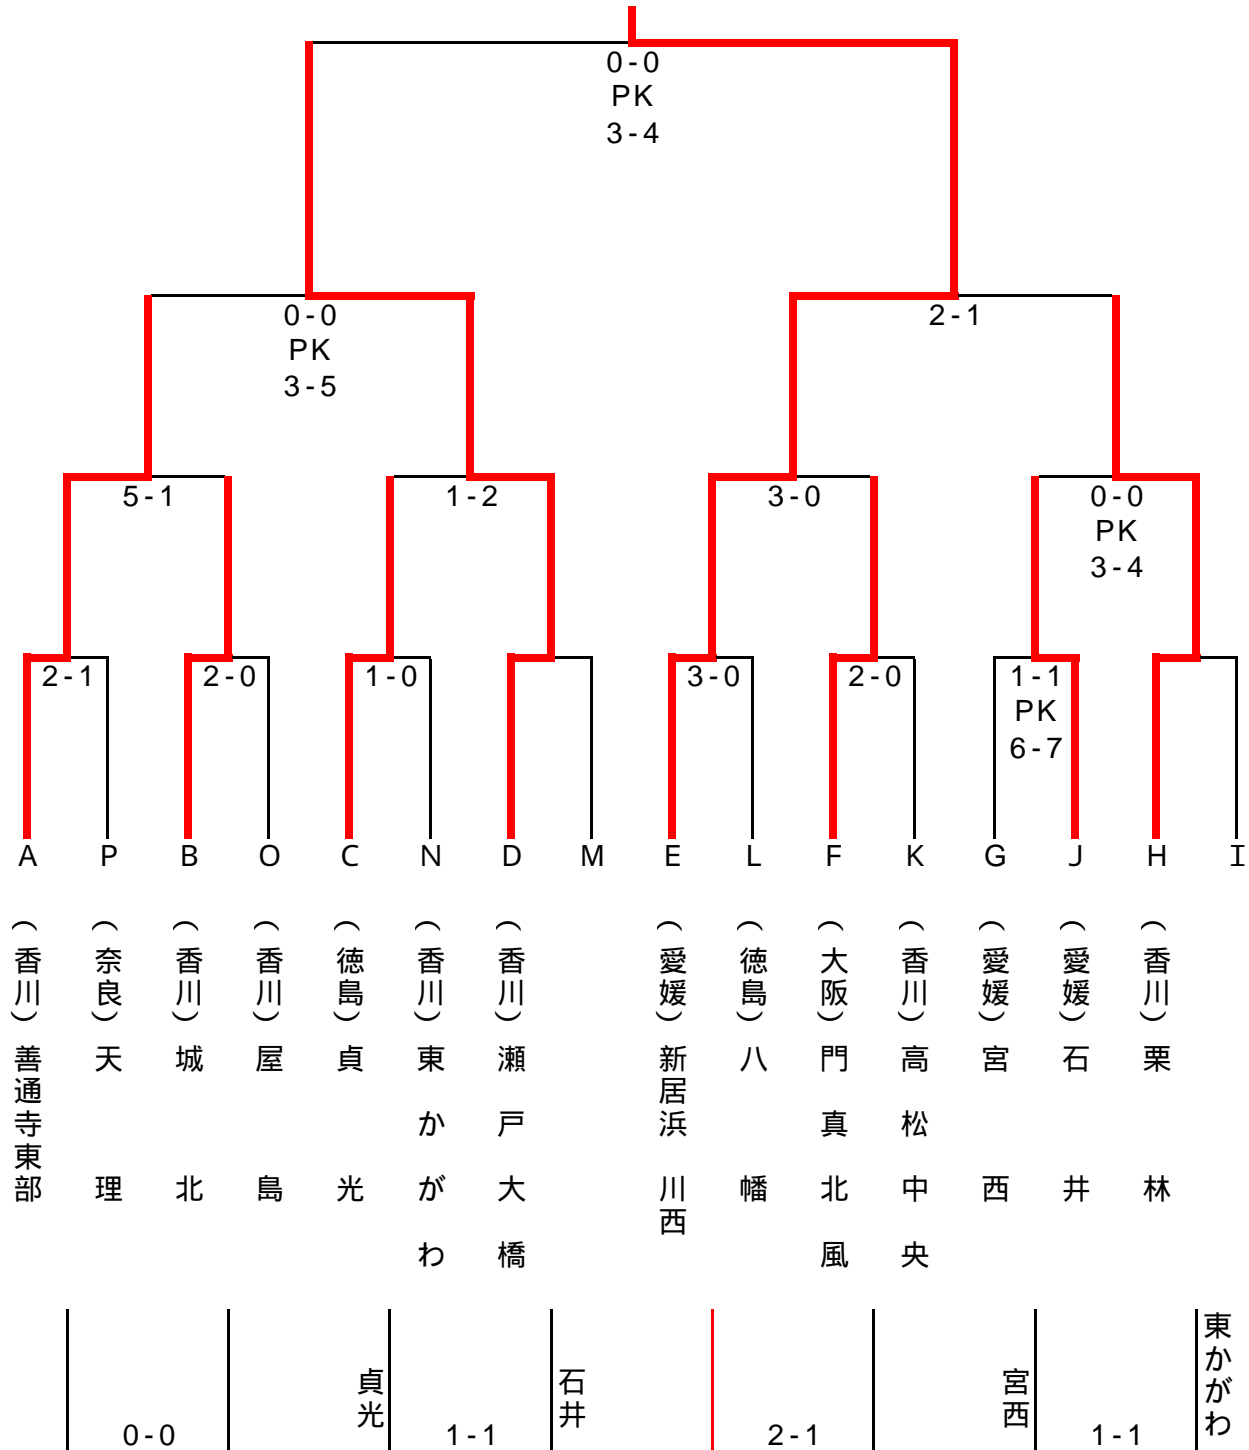 0-0
PK
3-4
0-0
PK
3-5
2-1
5-1
1-2
3-0
0-0
PK
3-4
2-1
2-0
1-0
3-0
2-0
1-1
PK
6-7
A P B O C N D M E L F K G J H I
(香川)善通寺東部
(奈良)天理
(香川)城北
(香川)屋島
(徳島)貞光
(香川)東かがわ
(香川)瀬戸大橋
(愛媛)新居浜 川西
(徳島)八幡
(大阪)門真北風
(香川)高松中央
(愛媛)宮西
(愛媛)石井
(香川)栗林
0-0
貞光
1-1
石井
2-1
宮西
1-1
東かがわ